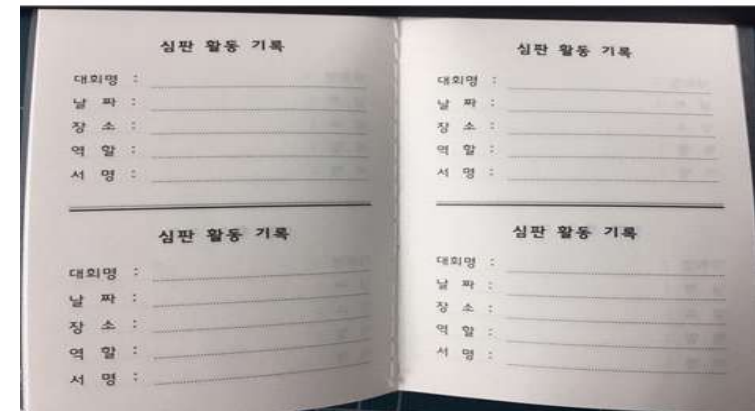 심판 활동 기록
대회명 :
날 짜 :
장 소 :
역 할 :
서 명 :
심판 활동 기록
대회명 :
날 짜 :
장 소 :
역 할 :
서 명 :
심판 활동 기록
대회명 :
날 짜 :
장 소 :
역 할 :
서 명 :
심판 활동 기록
대회명 :
날 짜 :
장 소 :
역 할 :
서 명 :